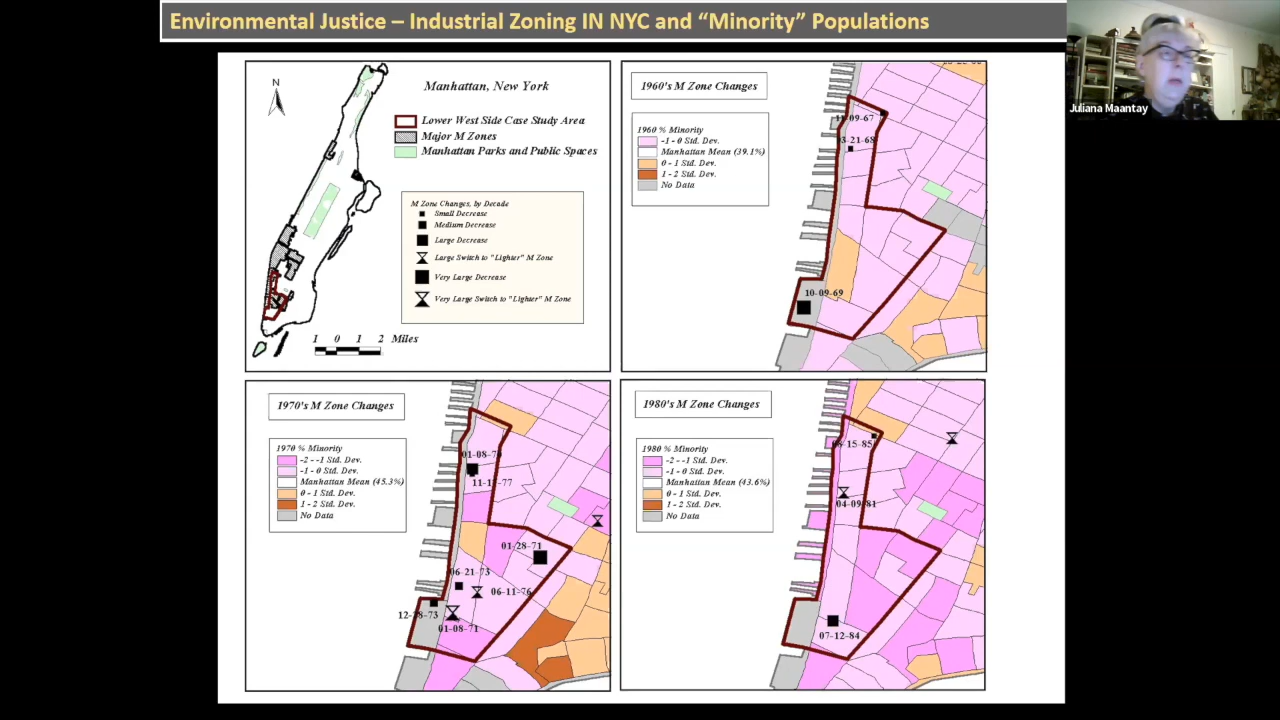 Environmental Justice – Industrial Zoning IN NYC and “Minority” Populations
Juliana Maantay
N
Manhattan, New York
Lower West Side Case Study Area
Major M Zones
Manhattan Parks and Public Spaces
M Zone Changes, by Decade
Small Decrease
Medium Decrease
Large Decrease
Large Switch to "Lighter" M Zone
Very Large Decrease
Very Large Switch to "Lighter" M Zone
1 0 1 2 Miles
1960's M Zone Changes
1960 % Minority
-1 - 0 Std. Dev.
Manhattan Mean (39.1%)
0 - 1 Std. Dev.
1 - 2 Std. Dev.
No Data
11-09-67
03-21-68
10-09-69
1970's M Zone Changes
1970 % Minority
-2 - -1 Std. Dev.
-1 - 0 Std. Dev.
Manhattan Mean (45.3%)
0 - 1 Std. Dev.
1 - 2 Std. Dev.
No Data
01-28-71
06-21-73
06-11-76
01-08-71
1980's M Zone Changes
1980 % Minority
-2 - -1 Std. Dev.
-1 - 0 Std. Dev.
Manhattan Mean (43.6%)
0 - 1 Std. Dev.
1 - 2 Std. Dev.
No Data
04-09-81
07-12-84